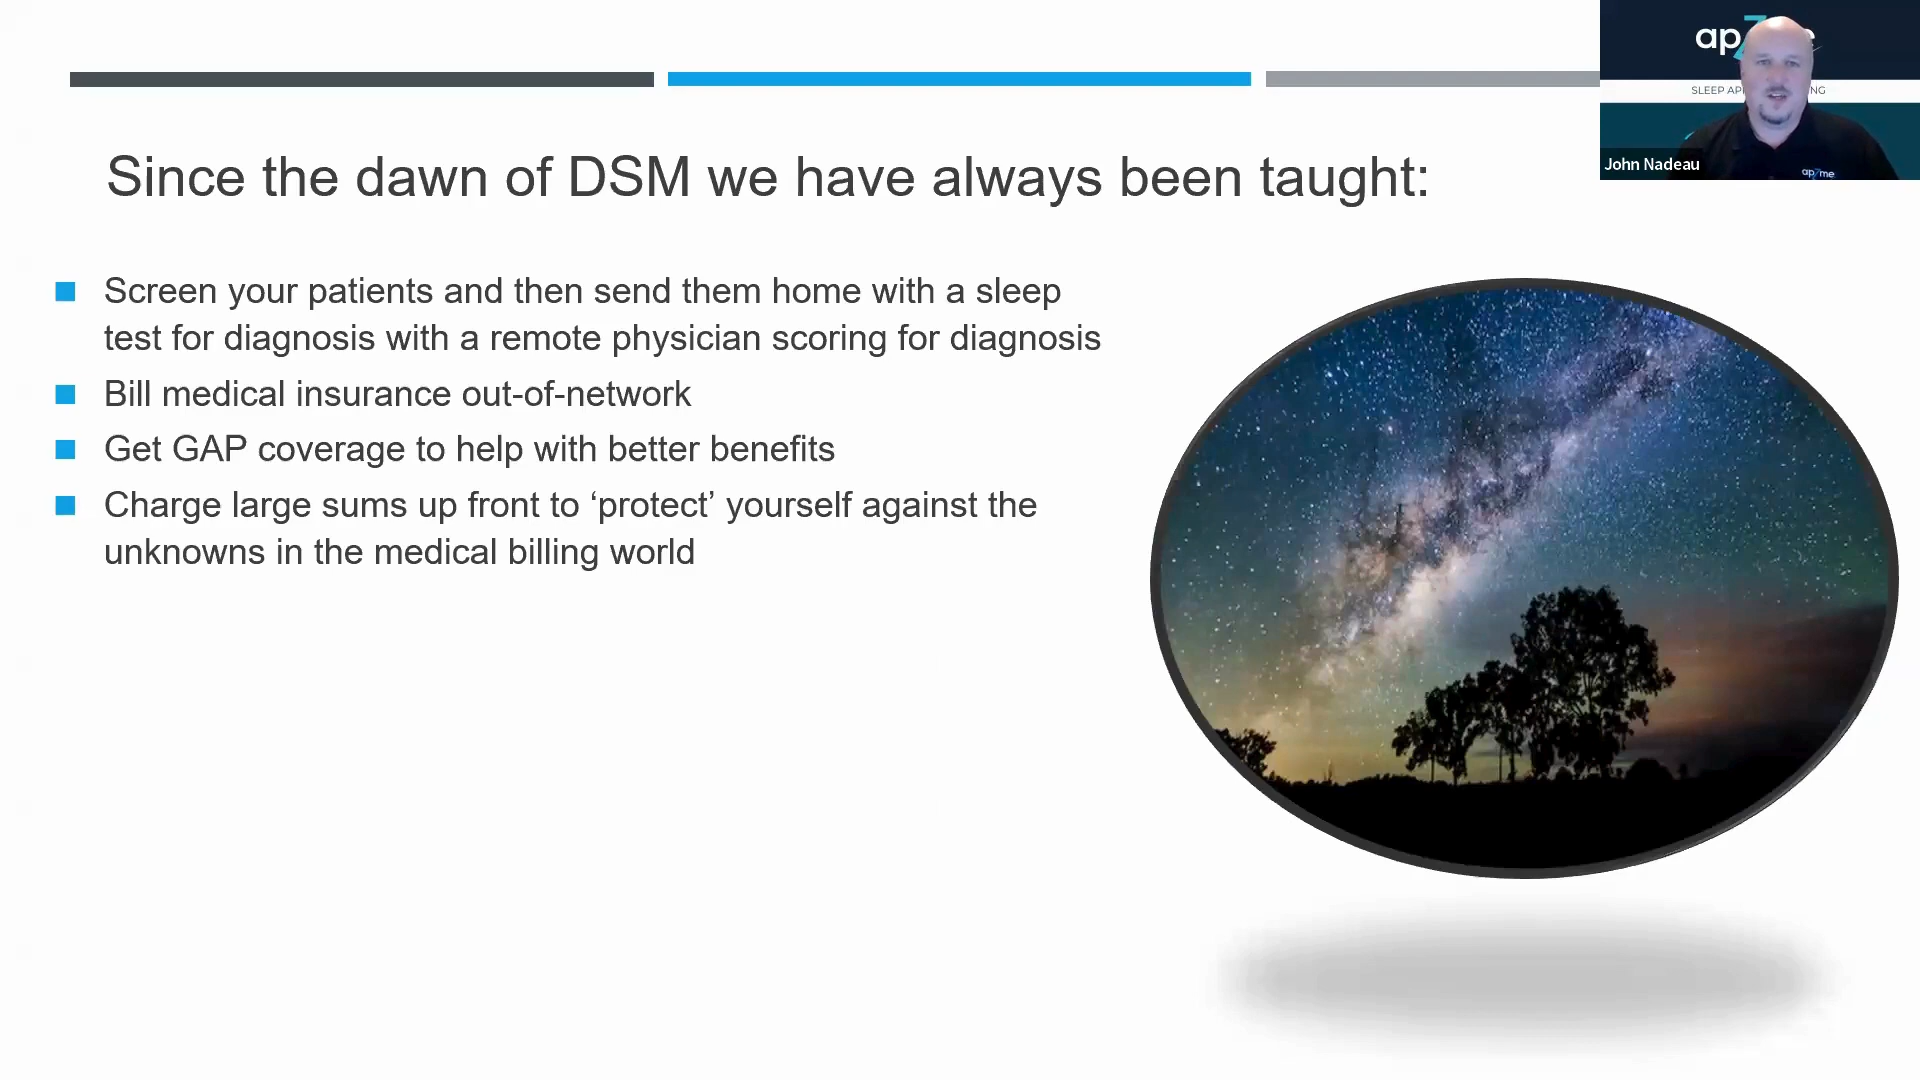 Since the dawn of DSM we have always been taught:
Screen your patients and then send them home with a sleep
test for diagnosis with a remote physician scoring for diagnosis
Bill medical insurance out-of-network
Get GAP coverage to help with better benefits
Charge large sums up front to ‘protect’ yourself against the
unknowns in the medical billing world
SLEEP
John Nadeau
apZme